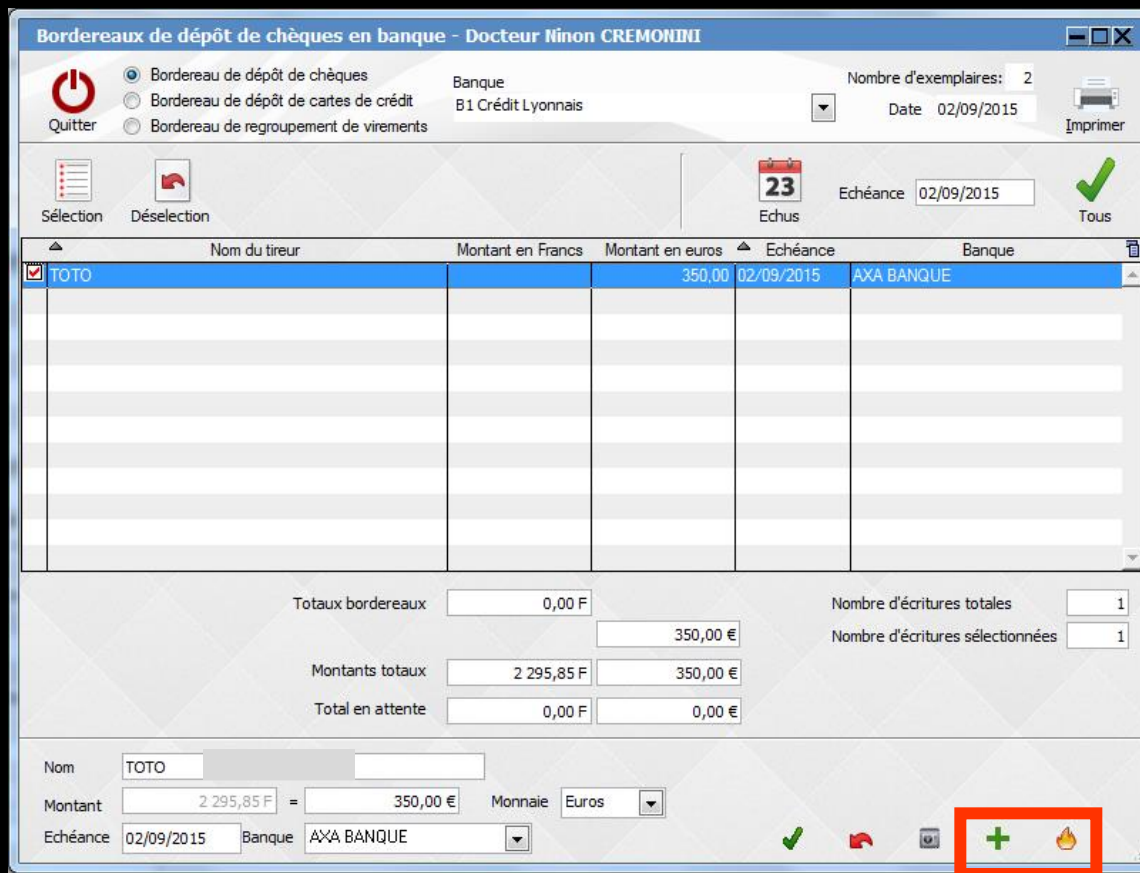 Bordereaux de dépôt de chèques en banque - Docteur Ninon CREMONINI
Bordereau de dépôt de chèques
Bordereau de dépôt de cartes de crédit
Bordereau de regroupement de virements
Quitter
Banque
B1 Crédit Lyonnais
Nombre d'exemplaires: 2
Date 02/09/2015
Imprimer
Sélection
Déselection
23
Echus
Echéance 02/09/2015
Tous
Nom du tireur Montant en Francs Montant en euros Echéance Banque
TOTO 350,00 02/09/2015 AXA BANQUE
Totaux bordereaux 0,00 F
350,00 €
Montants totaux 2 295,85 F 350,00 €
Total en attente 0,00 F 0,00 €
Nombre d'écritures totales 1
Nombre d'écritures sélectionnées 1
Nom TOTO
Montant 2 295,85 F = 350,00 € Monnaie Euros
Echéance 02/09/2015 Banque AXA BANQUE